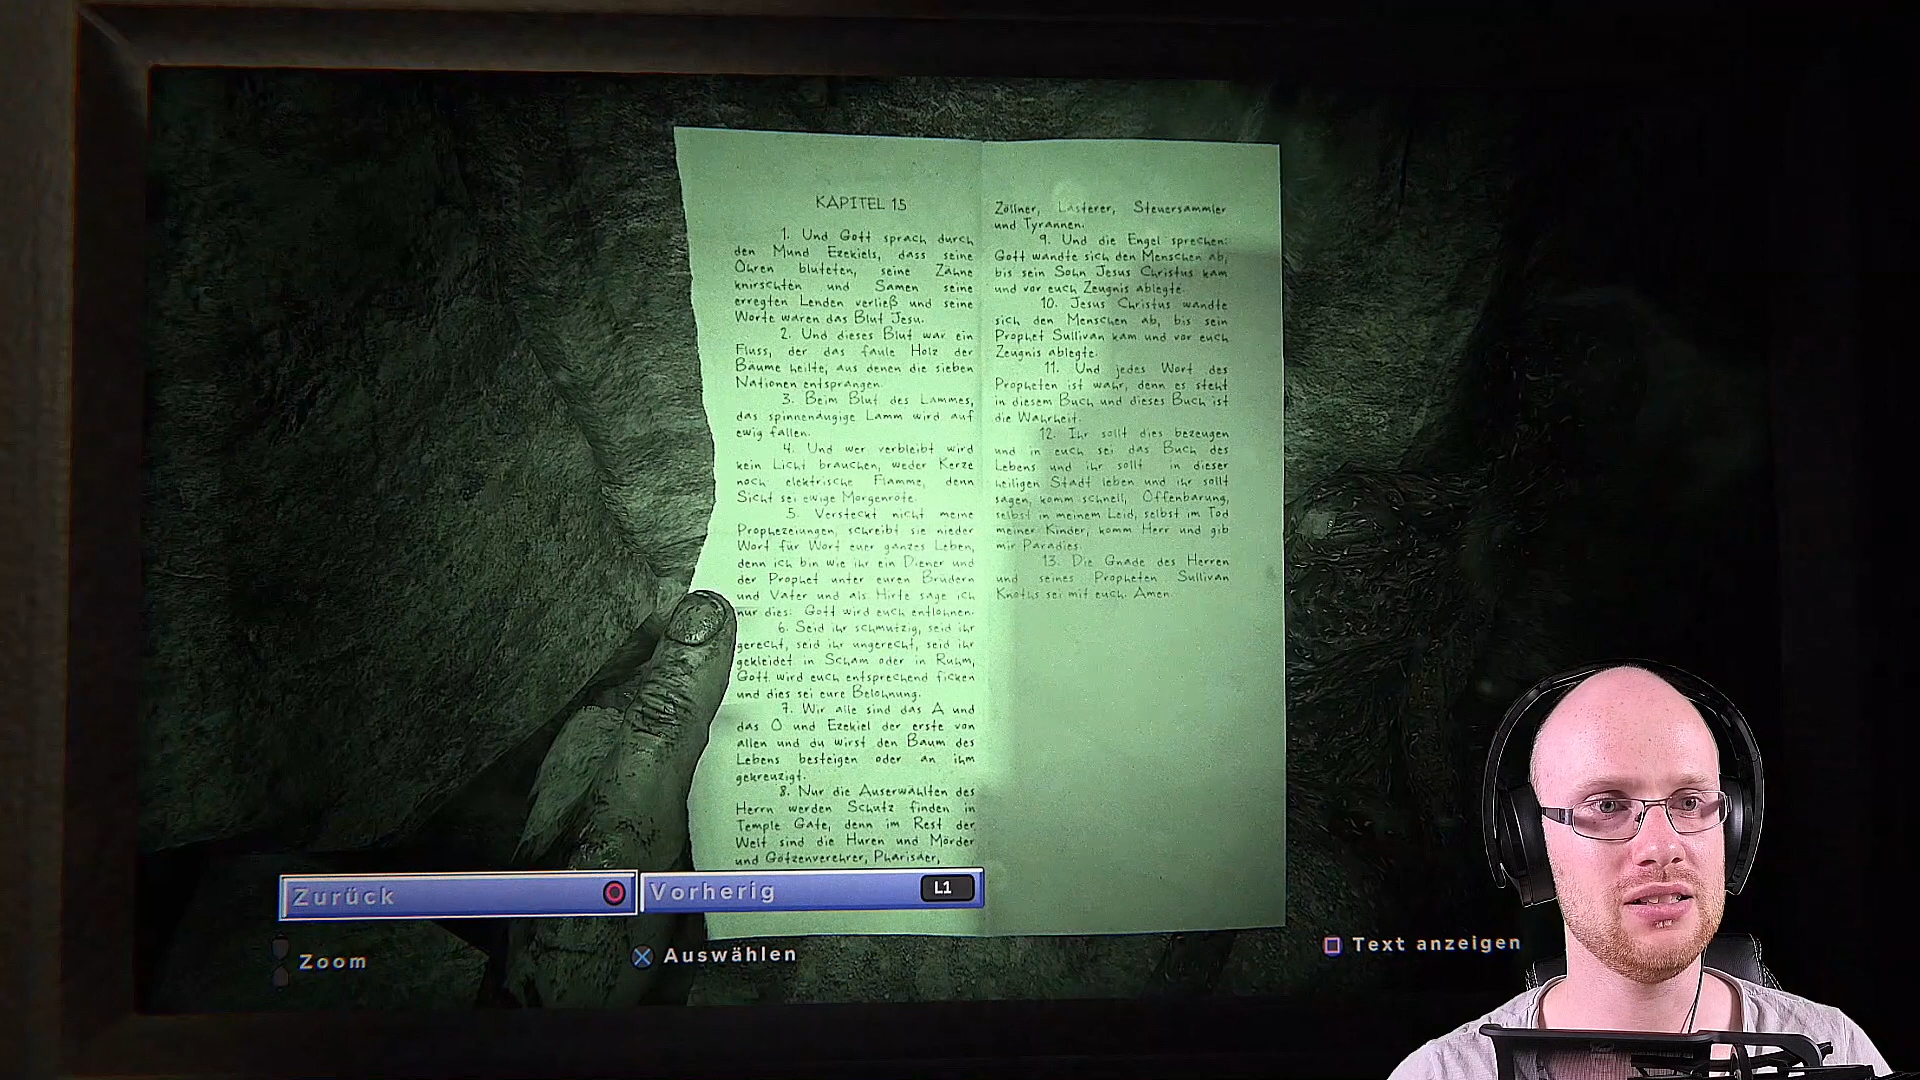 KAPITEL 15
1. Und Gott sprach durch
den Mund Ezekiels, dass seine
Ohren bluteten, seine Zähne
knirschten und Samen seine
erregten Lenden verließ und seine
Worte waren das Blut Jesu.
2. Und dieses Blut war ein
Fluss, der das faule Holz der
Bäume heilte, aus denen die sieben
Nationen entsprangen.
3. Beim Blut des Lammes,
das spinnenäugige Lamm wird auf
ewig fallen.
4. Und wer verbleibt wird
kein Licht brauchen, weder Kerze
noch elektrische Flamme, denn
Sicht sei ewige Morgenröte.
5. Versteckt nicht meine
Prophezeiungen, schreibt sie nieder
Wort für Wort euer ganzes Leben,
denn ich bin wie ihr ein Diener und
der Prophet unter euren Brüdern
und Vater und als Hirte sage ich
nur dies: Gott wird euch entlohnen.
6. Seid ihr schmutzig, seid ihr
gerecht, seid ihr ungerecht, seid ihr
gekleidet in Scham oder in Ruhm,
Gott wird euch entsprechend ficken
und dies sei eure Belohnung.
7. Wir alle sind das A und
das O und Ezekiel der erste von
allen und du wirst den Baum des
Lebens besteigen oder an ihm
gekreuzigt.
8. Nur die Auserwählten des
Herrn werden Schutz finden in
Temple Gate, denn im Rest der
Welt sind die Huren und Mörder
und Götzenverehrer, Pharisäer,
Zöllner, Lästerer, Steuersammler
und Tyrannen.
9. Und die Engel sprechen:
Gott wandte sich den Menschen ab,
bis sein Sohn Jesus Christus kam
und vor euch Zeugnis ablegte.
10. Jesus Christus wandte
sich den Menschen ab, bis sein
Prophet Sullivan kam und vor euch
Zeugnis ablegte.
11. Und jedes Wort des
Propheten ist wahr, denn es steht
in diesem Buch und dieses Buch ist
die Wahrheit.
12. Ihr sollt dies bezeugen
und in euch sei das Buch des
Lebens und ihr sollt in dieser
heiligen Stadt leben und ihr sollt
sagen, komm schnell, Offenbarung,
selbst in meinem Leid, selbst im Tod
meiner Kinder, komm Herr und gib
mir Paradies.
13. Die Gnade des Herren
und seines Propheten Sullivan
Knoths sei mit euch. Amen.
Zurück
Vorherig L1
Zoom
Auswählen
Text anzeigen